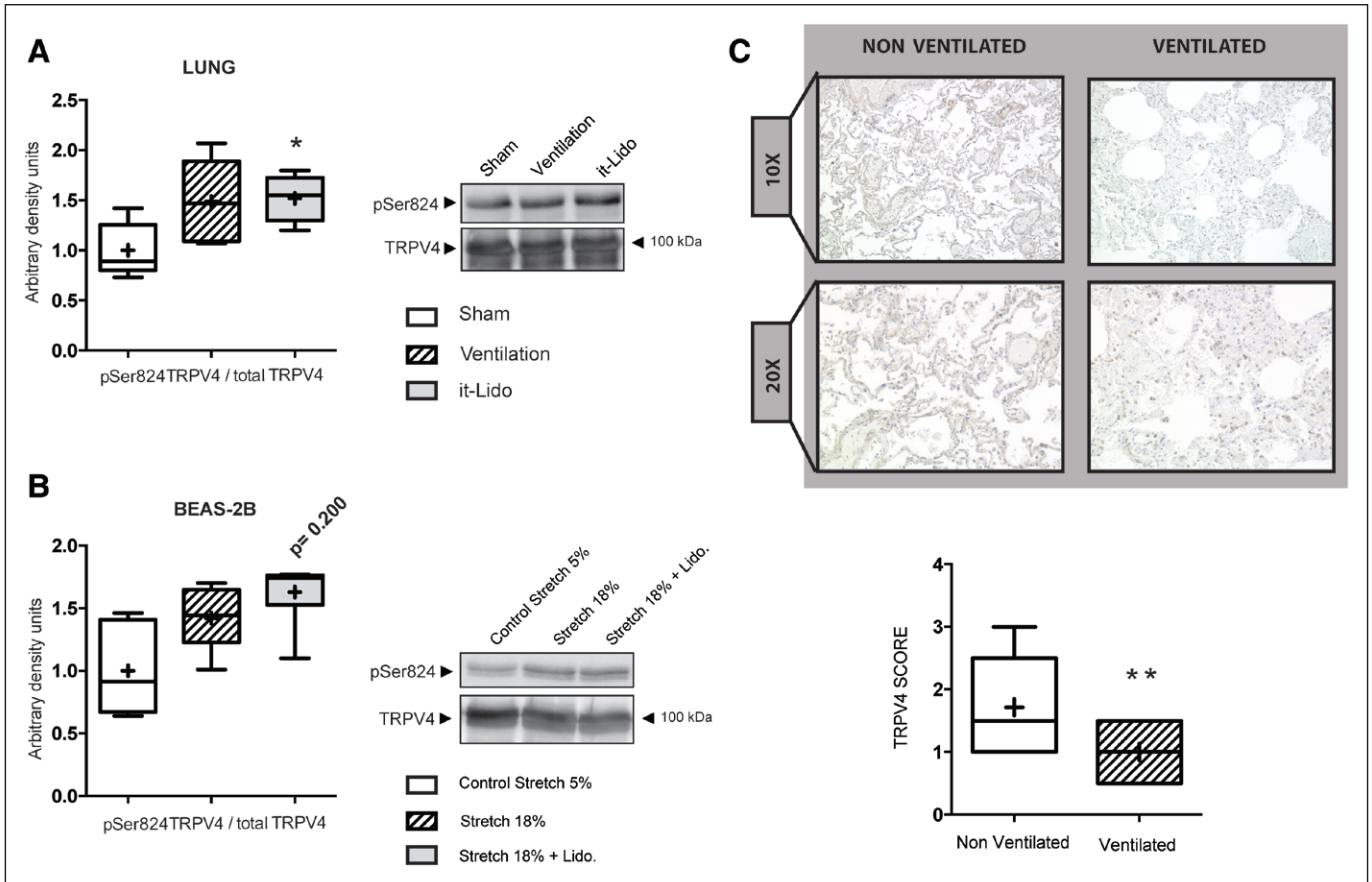 A
LUNG
2.5
2.0
1.5
1.0
0.5
0.0
Arbitrary density units
*
pSer824TRPV4 / total TRPV4
Sham
Ventilation
it-Lido
pSer824
TRPV4
100 kDa
Sham
Ventilation
it-Lido
B
BEAS-2B
2.0
1.5
1.0
0.5
0.0
Arbitrary density units
p= 0.200
pSer824TRPV4 / total TRPV4
Control Stretch 5%
Stretch 18%
Stretch 18% + Lido.
pSer824
TRPV4
100 kDa
Control Stretch 5%
Stretch 18%
Stretch 18% + Lido.
C
NON VENTILATED
VENTILATED
10X
20X
4
3
2
1
0
TRPV4 SCORE
**
Non Ventilated
Ventilated